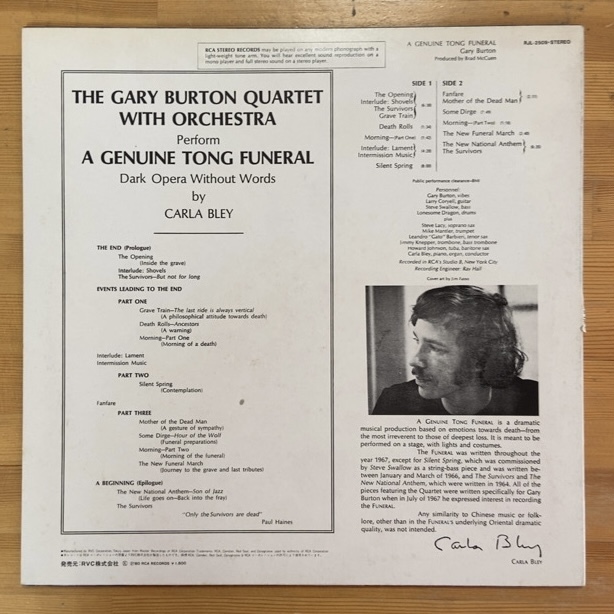 RCA STEREO RECORDS may be played on any modern phonograph with a
light-weight tone arm. You will hear excellent sound reproduction on a
mono player and full stereo sound on a stereo player.
A GENUINE TONG FUNERAL
Gary Burton
Produced by Brad McCuen
RJL-2509-STEREO
THE GARY BURTON QUARTET
WITH ORCHESTRA
Perform
A GENUINE TONG FUNERAL
Dark Opera Without Words
by
CARLA BLEY
THE END (Prologue)
The Opening
(Inside the grave)
Interlude: Shovels
The Survivors—But not for long
EVENTS LEADING TO THE END
PART ONE
Grave Train—The last ride is always vertical
(A philosophical attitude towards death)
Death Rolls—Ancestors
(A warning)
Morning—Part One
(Morning of a death)
Interlude: Lament
Intermission Music
PART TWO
Silent Spring
(Contemplation)
Fanfare
PART THREE
Mother of the Dead Man
(A gesture of sympathy)
Some Dirge—Hour of the Wolf
(Funeral preparations)
Morning—Part Two
(Morning of the funeral)
The New Funeral March
(Journey to the grave and last tributes)
A BEGINNING (Epilogue)
The New National Anthem—Son of Jazz
(Life goes on—Back into the fray)
The Survivors
"Only the Survivors are dead"
Paul Haines
SIDE 1
The Opening
Interlude: Shovels
The Survivors
Grave Train
Death Rolls
Morning—(Part One)
Interlude: Lament
Intermission Music
Silent Spring
SIDE 2
Fanfare
Mother of the Dead Man
Some Dirge
Morning—(Part Two)
The New Funeral March
The New National Anthem
The Survivors
Public performance clearance—BMI
Personnel:
Gary Burton, vibes
Larry Coryell, guitar
Steve Swallow, bass
Lonesome Dragon, drums
Steve Lacy, soprano sax
Mike Mantler, trumpet
Leandro "Gato" Barbieri, tenor sax
Jimmy Knepper, trombone, bass trombone
Howard Johnson, tuba, baritone sax
Carla Bley, piano, organ, conductor
Recorded in RCA's Studio B, New York City
Recording Engineer: Ray Hall
A GENUINE TONG FUNERAL is a dramatic
musical production based on emotions towards death—from
the most irreverent to those of deepest loss. It is meant to be
performed on a stage, with lights and costumes.
The FUNERAL was written throughout the
year 1967, except for Silent Spring, which was commissioned
by Steve Swallow as a string-bass piece and was written be-
tween January and March of 1966, and The Survivors and The
New National Anthem, which were written in 1964. All of the
pieces featuring the Quartet were written specifically for Gary
Burton when in July of 1967 he expressed interest in recording
the FUNERAL.
Any similarity to Chinese music or folk-
lore, other than in the FUNERAL'S underlying Oriental dramatic
quality, was not intended.
Carla Bley
CARLA BLEY
発売元:RVC株式会社